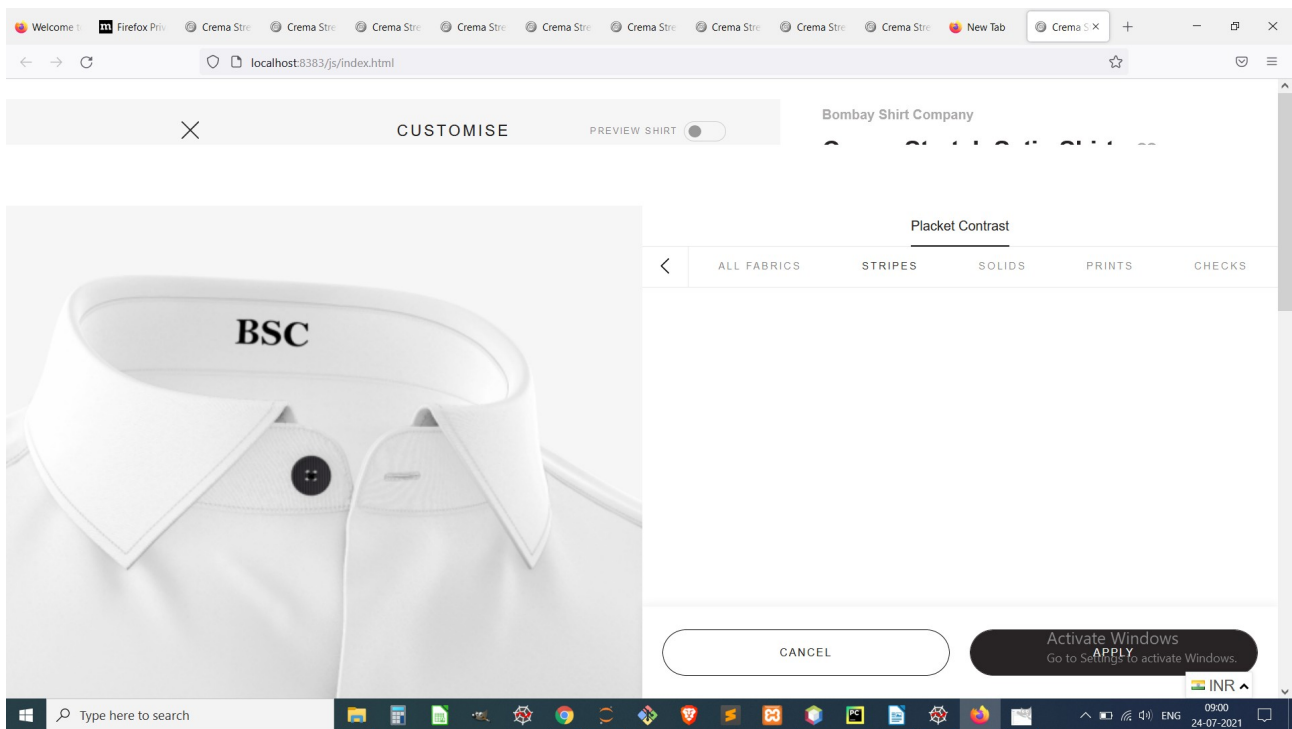 Welcome t Firefox Priv Crema Stre Crema Stre Crema Stre Crema Stre Crema Stre Crema Stre Crema Stre Crema Stre Crema Stre New Tab Crema S
localhost:8383/js/index.html
Bombay Shirt Company
CUSTOMISE PREVIEW SHIRT
Placket Contrast
ALL FABRICS STRIPES SOLIDS PRINTS CHECKS
BSC
CANCEL APPLY
Activate Windows
Go to Settings to activate Windows.
INR
Type here to search
ENG 09:00
24-07-2021